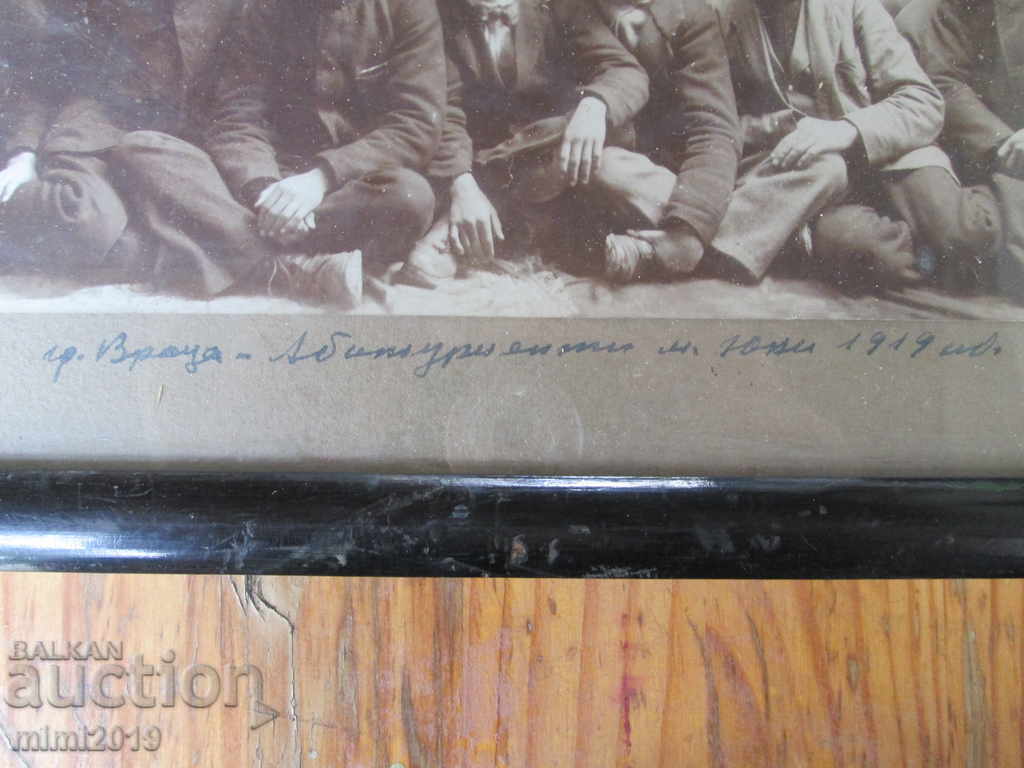 гр. Враца - Абитуриенти м. Юни 1919 год.
BALKAN
auction
mimi2019